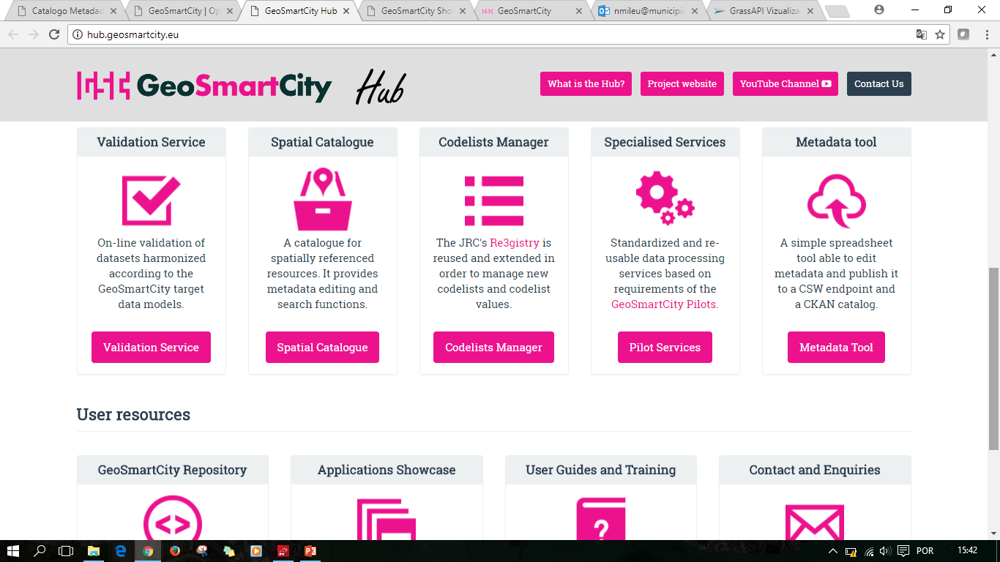 Catalogo Metadad
GeoSmartCity | Op
GeoSmartCity Hub
GeoSmartCity Sho
GeoSmartCity
nmileu@municipia
GrassAPI Vizualiza
hub.geosmartcity.eu
GeoSmartCity Hub
What is the Hub?
Project website
YouTube Channel
Contact Us
Validation Service
On-line validation of
datasets harmonized
according to the
GeoSmartCity target
data models.
Validation Service
Spatial Catalogue
A catalogue for
spatially referenced
resources. It provides
metadata editing and
search functions.
Spatial Catalogue
Codelists Manager
The JRC's Re3gistry is
reused and extended in
order to manage new
codelists and codelist
values.
Codelists Manager
Specialised Services
Standardized and re-
usable data processing
services based on
requirements of the
GeoSmartCity Pilots.
Pilot Services
Metadata tool
A simple spreadsheet
tool able to edit
metadata and publish it
to a CSW endpoint and
a CKAN catalog.
Metadata Tool
User resources
GeoSmartCity Repository
Applications Showcase
User Guides and Training
Contact and Enquiries
POR
15:42